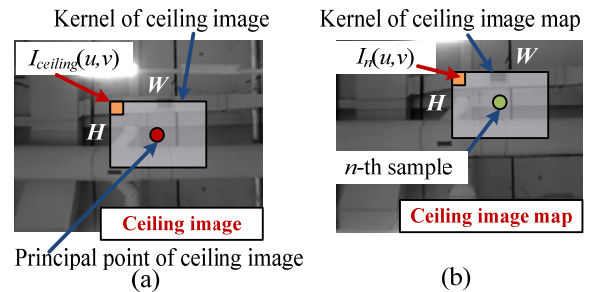 Kernel of ceiling image
I_ceiling(u,v)
W
H
Ceiling image
Principal point of ceiling image
(a)
Kernel of ceiling image map
I_n(u,v)
W
H
n-th sample
Ceiling image map
(b)